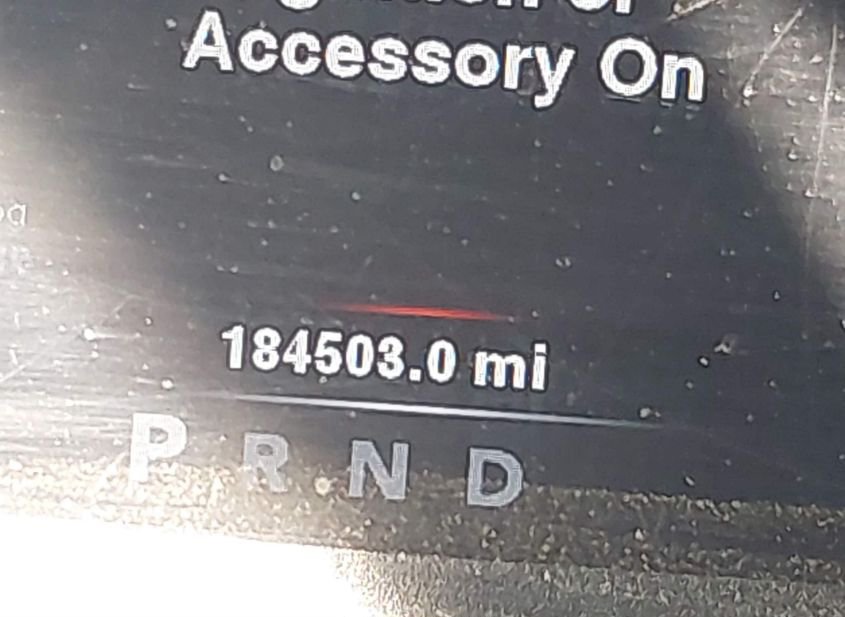 Accessory On
184503.0 mi
P R N D